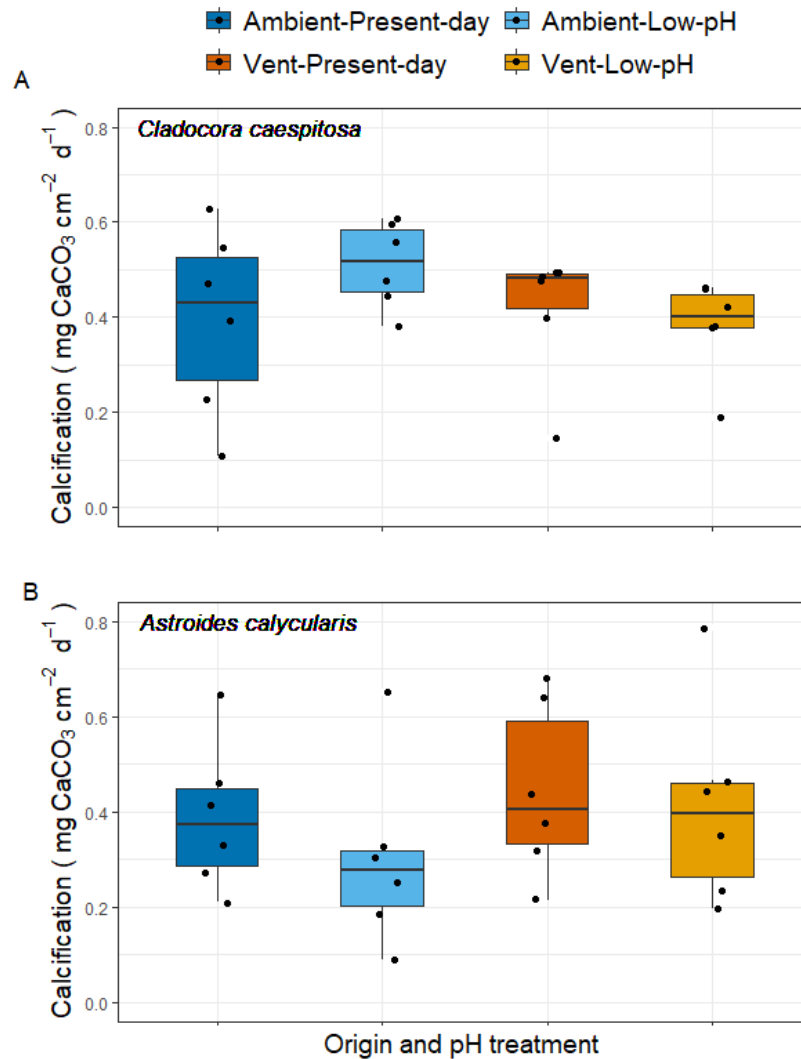 Ambient-Present-day Ambient-Low-pH
Vent-Present-day Vent-Low-pH
A
Cladocora caespitosa
Calcification ( mg CaCO₃ cm⁻² d⁻¹ )
0.8
0.6
0.4
0.2
0.0
B
Astroides calycularis
Calcification ( mg CaCO₃ cm⁻² d⁻¹ )
0.8
0.6
0.4
0.2
0.0
Origin and pH treatment